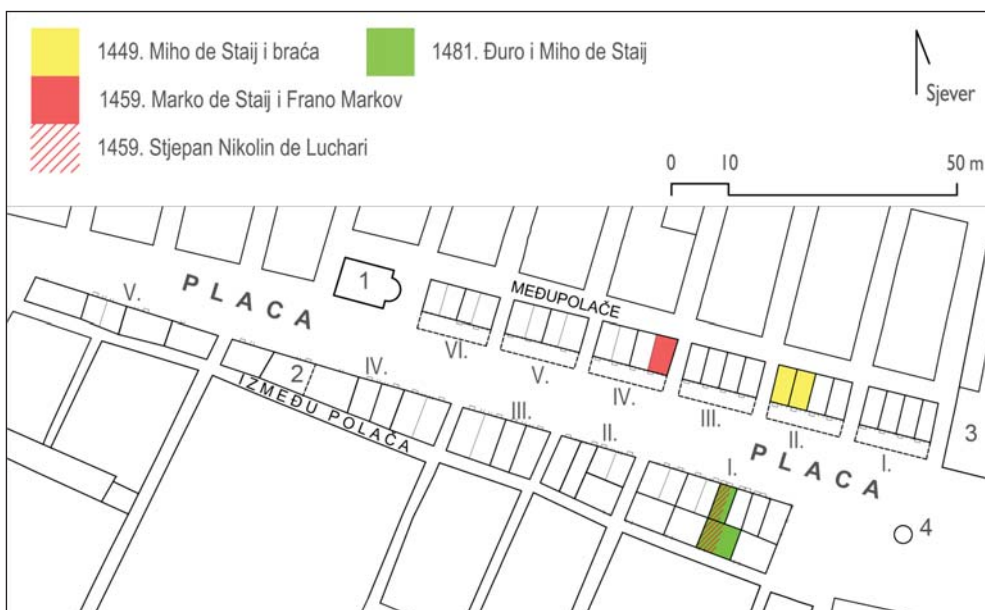 1449. Miho de Staij i braća
1481. Đuro i Miho de Staij
1459. Marko de Staij i Frano Markov
1459. Stjepan Nikolin de Luchari
Sjever
0 10 50 m
PLACA
1
MEĐUPOLAČE
V.
VI.
V.
IV.
III.
II.
I.
3
2
IV.
IZMEĐU POLAČA
III.
II.
I.
PLACA
4